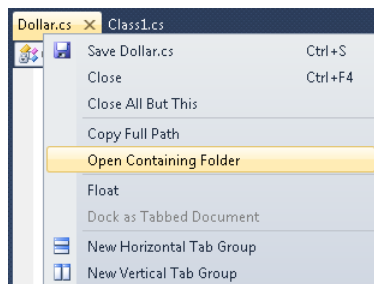 Dollar.cs Class1.cs
Save Dollar.cs Ctrl+S
Close Ctrl+F4
Close All But This
Copy Full Path
Open Containing Folder
Float
Dock as Tabbed Document
New Horizontal Tab Group
New Vertical Tab Group